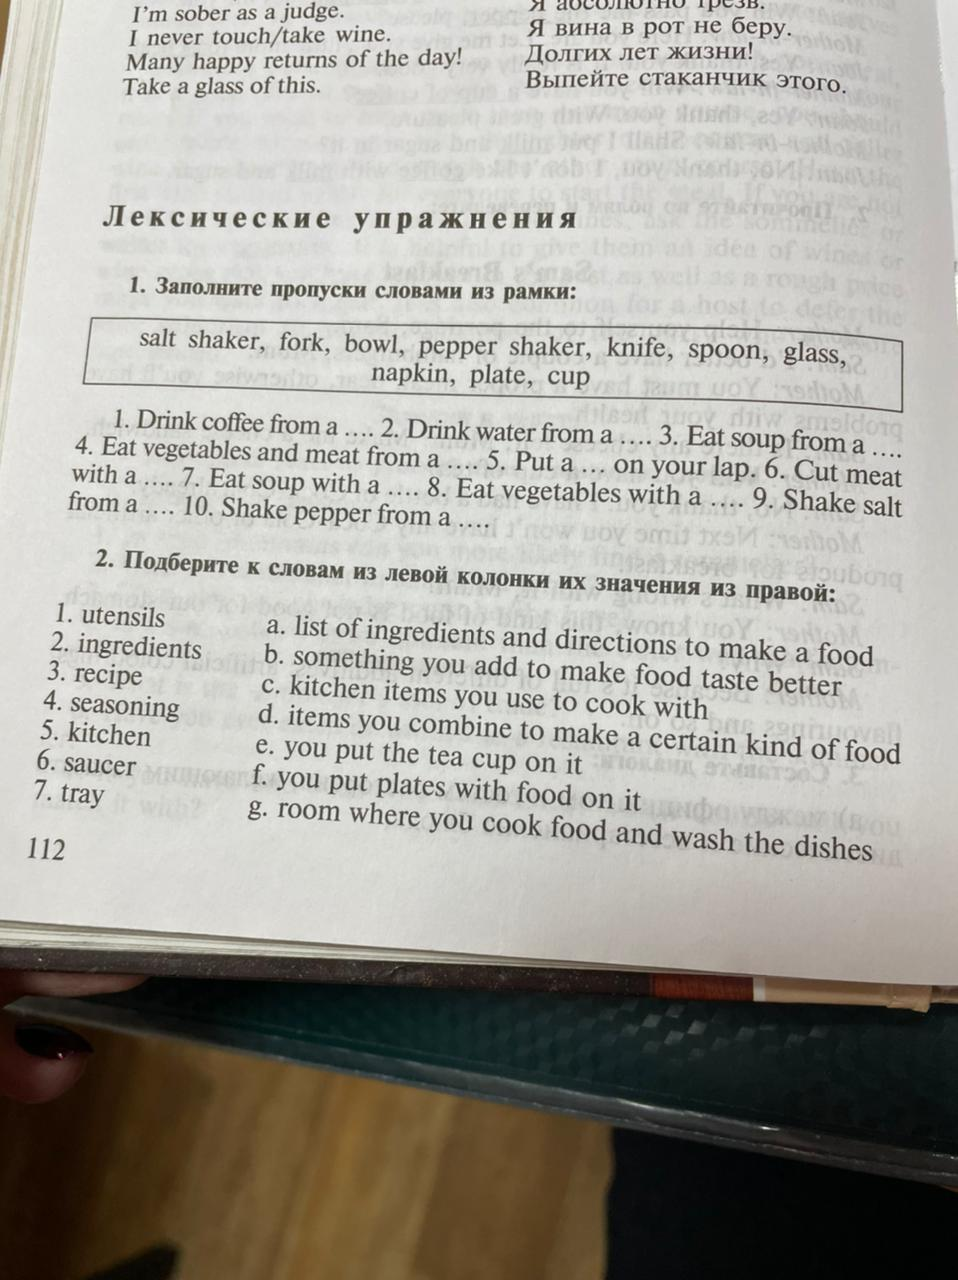 I'm sober as a judge.
Я абсолютно трезв.
I never touch/take wine.
Я вина в рот не беру.
Many happy returns of the day!
Долгих лет жизни!
Take a glass of this.
Выпейте стаканчик этого.
Лексические упражнения
1. Заполните пропуски словами из рамки:
salt shaker, fork, bowl, pepper shaker, knife, spoon, glass,
napkin, plate, cup
1. Drink coffee from a .... 2. Drink water from a .... 3. Eat soup from a ....
4. Eat vegetables and meat from a .... 5. Put a ... on your lap. 6. Cut meat
with a .... 7. Eat soup with a .... 8. Eat vegetables with a .... 9. Shake salt
from a .... 10. Shake pepper from a ....
2. Подберите к словам из левой колонки их значения из правой:
1. utensils
2. ingredients
3. recipe
4. seasoning
5. kitchen
6. saucer
7. tray
a. list of ingredients and directions to make a food
b. something you add to make food taste better
c. kitchen items you use to cook with
d. items you combine to make a certain kind of food
e. you put the tea cup on it
f. you put plates with food on it
g. room where you cook food and wash the dishes
112